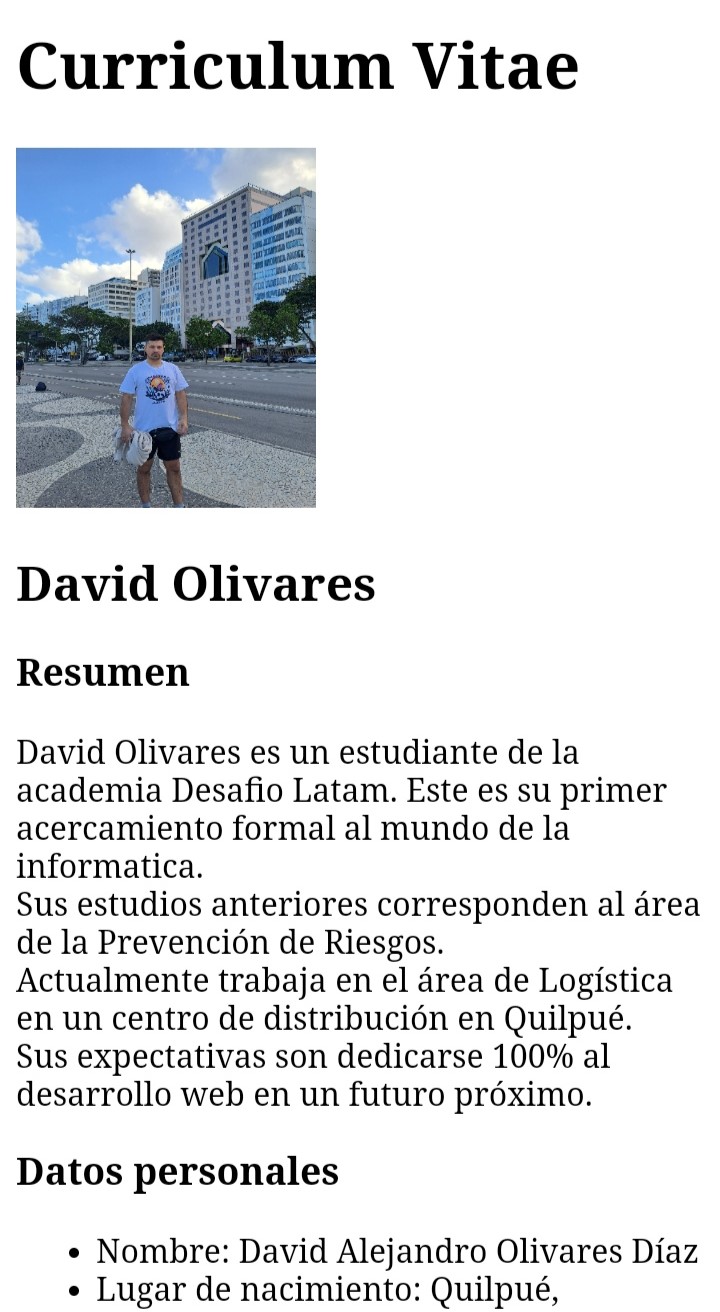 Curriculum Vitae
David Olivares
Resumen
David Olivares es un estudiante de la
academia Desafio Latam. Este es su primer
acercamiento formal al mundo de la
informatica.
Sus estudios anteriores corresponden al área
de la Prevención de Riesgos.
Actualmente trabaja en el área de Logística
en un centro de distribución en Quilpué.
Sus expectativas son dedicarse 100% al
desarrollo web en un futuro próximo.
Datos personales
• Nombre: David Alejandro Olivares Díaz
• Lugar de nacimiento: Quilpué,